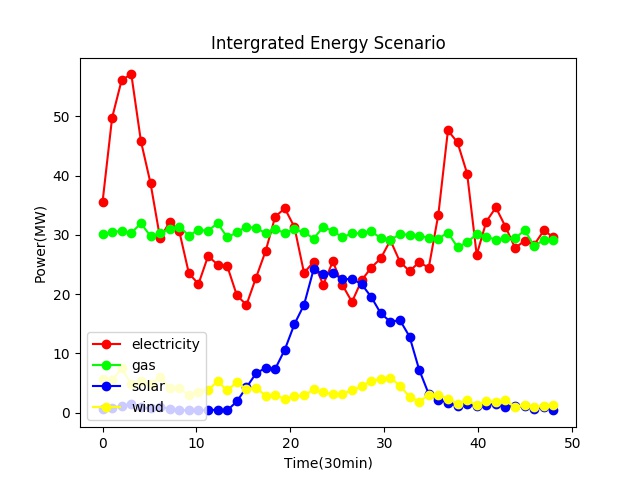 Intergrated Energy Scenario
Power(MW)
50
40
30
20
10
0
electricity
gas
solar
wind
0 10 20 30 40 50
Time(30min)